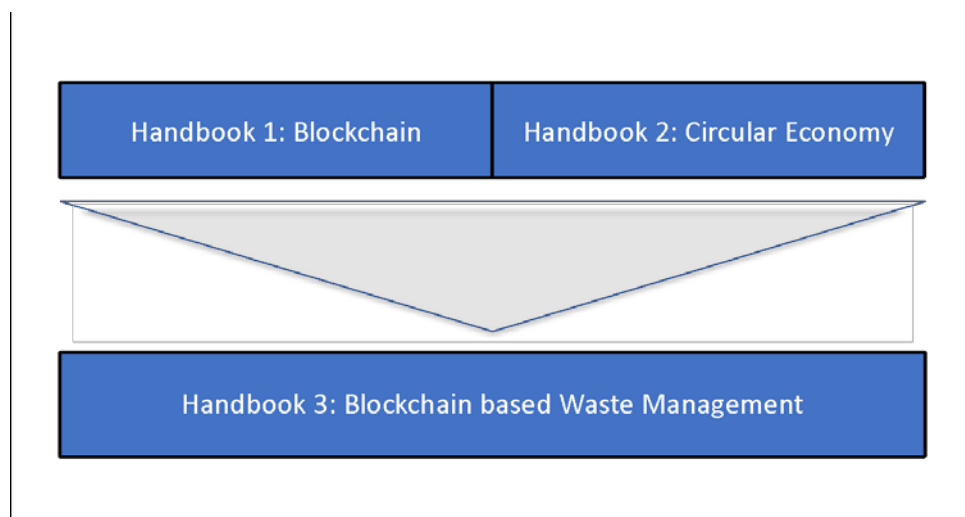 Handbook 1: Blockchain
Handbook 2: Circular Economy
Handbook 3: Blockchain based Waste Management